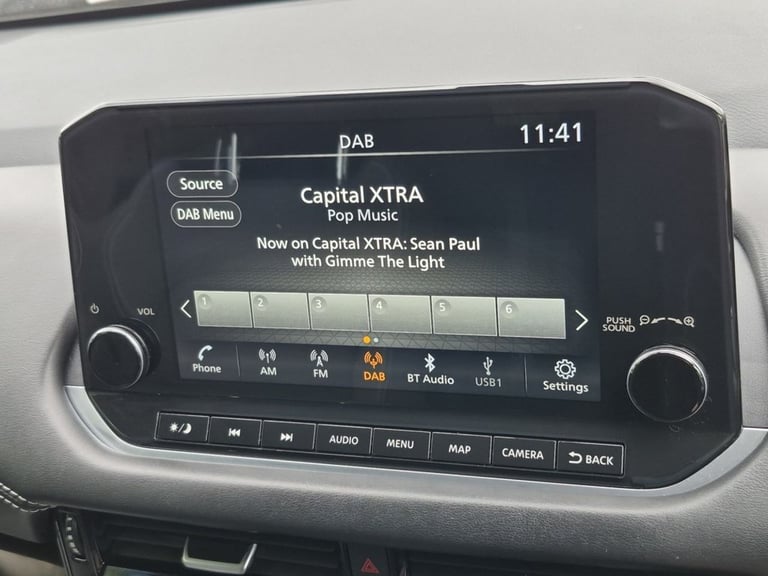 DAB
11:41
Source
DAB Menu
Capital XTRA
Pop Music
Now on Capital XTRA: Sean Paul
with Gimme The Light
1 2 3 4 5 6
VOL
PUSH
SOUND
Phone
AM
FM
DAB
BT Audio
USB1
Settings
AUDIO
MENU
MAP
CAMERA
BACK